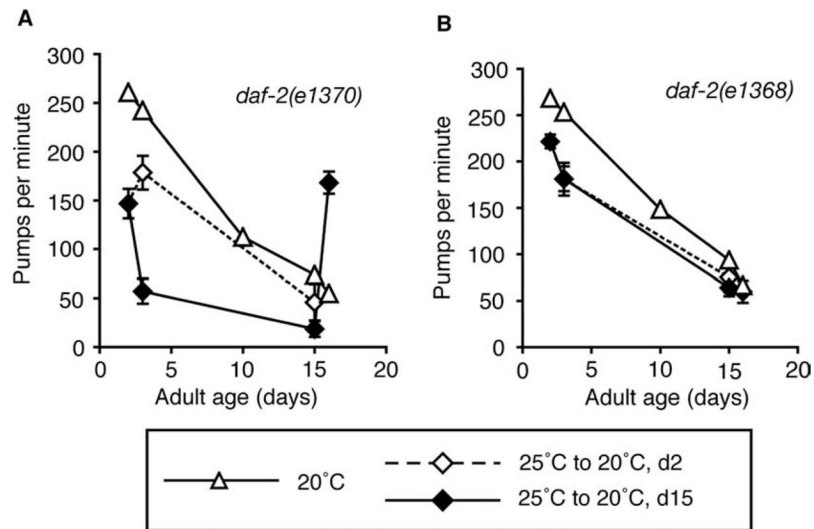 A
300
250
200
150
100
50
0
Pumps per minute
daf-2(e1370)
0 5 10 15 20
Adult age (days)
B
300
250
200
150
100
50
0
Pumps per minute
daf-2(e1368)
0 5 10 15 20
Adult age (days)
20˚C
25˚C to 20˚C, d2
25˚C to 20˚C, d15